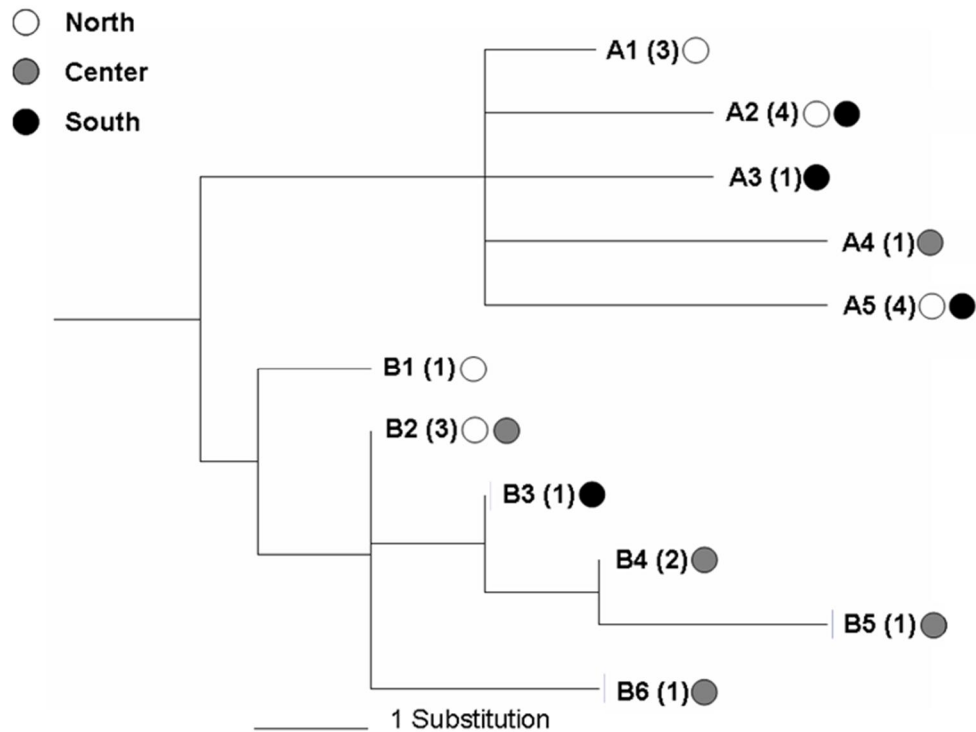 North
Center
South
A1 (3)
A2 (4)
A3 (1)
A4 (1)
A5 (4)
B1 (1)
B2 (3)
B3 (1)
B4 (2)
B5 (1)
B6 (1)
1 Substitution